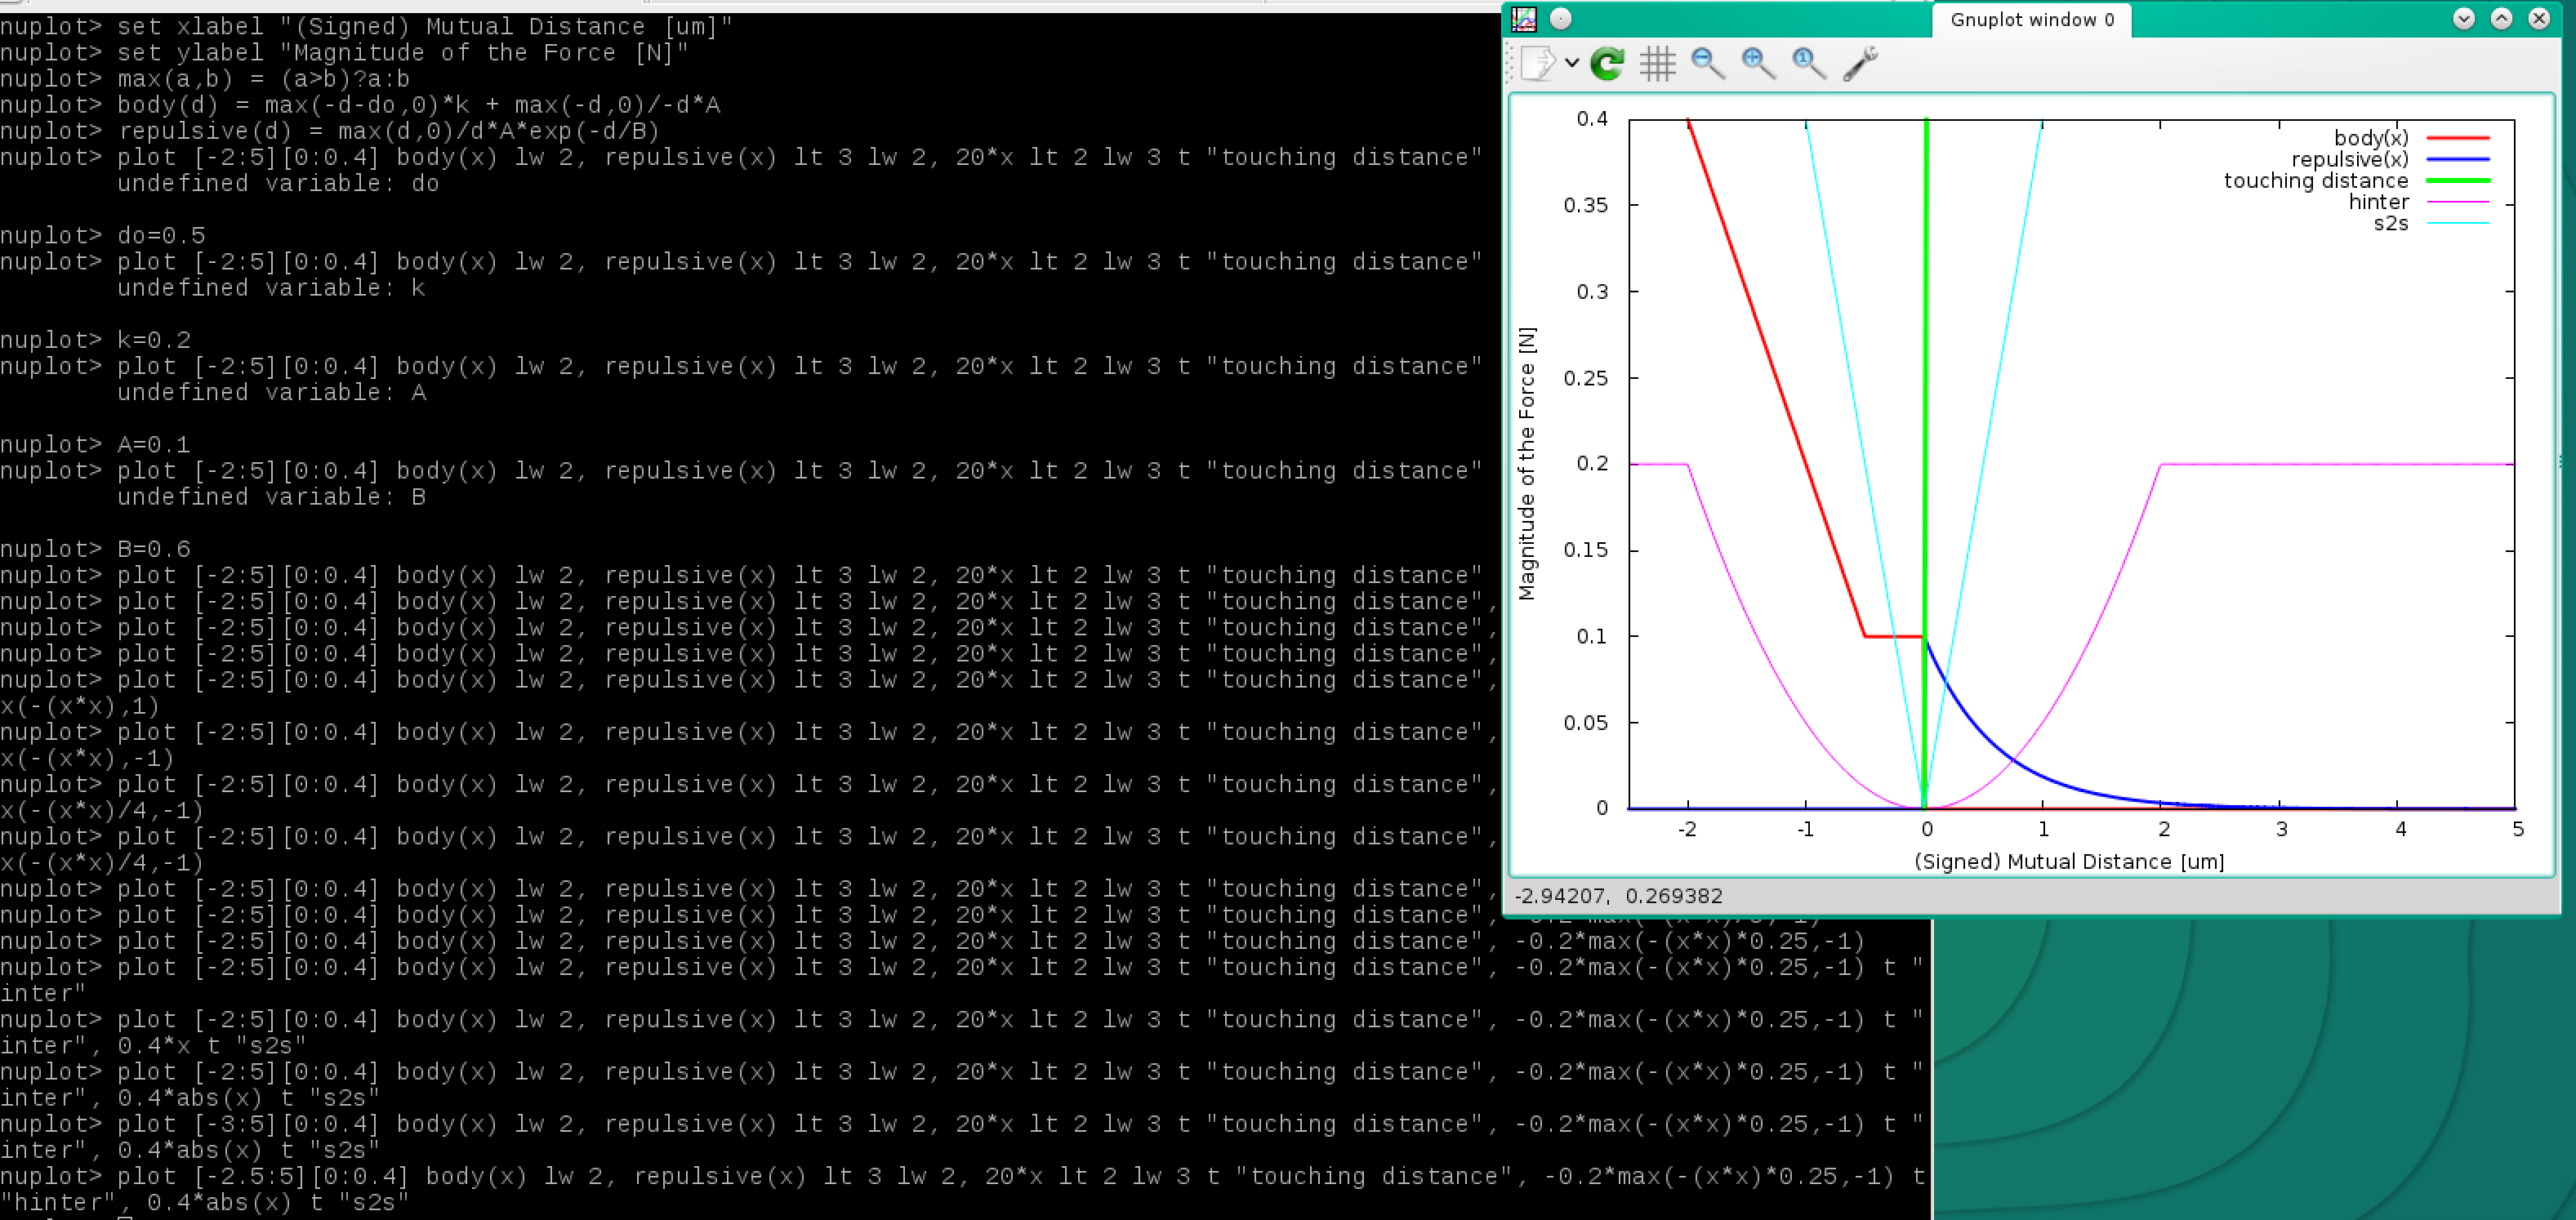 nuplot> set xlabel "(Signed) Mutual Distance [um]"
nuplot> set ylabel "Magnitude of the Force [N]"
nuplot> max(a,b) = (a>b)?a:b
nuplot> body(d) = max(-d-do,0)*k + max(-d,0)/-d*A
nuplot> repulsive(d) = max(d,0)/d*A*exp(-d/B)
nuplot> plot [-2:5][0:0.4] body(x) lw 2, repulsive(x) lt 3 lw 2, 20*x lt 2 lw 3 t "touching distance"
undefined variable: do
nuplot> do=0.5
nuplot> plot [-2:5][0:0.4] body(x) lw 2, repulsive(x) lt 3 lw 2, 20*x lt 2 lw 3 t "touching distance"
undefined variable: k
nuplot> k=0.2
nuplot> plot [-2:5][0:0.4] body(x) lw 2, repulsive(x) lt 3 lw 2, 20*x lt 2 lw 3 t "touching distance"
undefined variable: A
nuplot> A=0.1
nuplot> plot [-2:5][0:0.4] body(x) lw 2, repulsive(x) lt 3 lw 2, 20*x lt 2 lw 3 t "touching distance"
undefined variable: B
nuplot> B=0.6
nuplot> plot [-2:5][0:0.4] body(x) lw 2, repulsive(x) lt 3 lw 2, 20*x lt 2 lw 3 t "touching distance"
nuplot> plot [-2:5][0:0.4] body(x) lw 2, repulsive(x) lt 3 lw 2, 20*x lt 2 lw 3 t "touching distance",
nuplot> plot [-2:5][0:0.4] body(x) lw 2, repulsive(x) lt 3 lw 2, 20*x lt 2 lw 3 t "touching distance",
nuplot> plot [-2:5][0:0.4] body(x) lw 2, repulsive(x) lt 3 lw 2, 20*x lt 2 lw 3 t "touching distance",
nuplot> plot [-2:5][0:0.4] body(x) lw 2, repulsive(x) lt 3 lw 2, 20*x lt 2 lw 3 t "touching distance",
x(-(x*x),1)
nuplot> plot [-2:5][0:0.4] body(x) lw 2, repulsive(x) lt 3 lw 2, 20*x lt 2 lw 3 t "touching distance",
x(-(x*x),-1)
nuplot> plot [-2:5][0:0.4] body(x) lw 2, repulsive(x) lt 3 lw 2, 20*x lt 2 lw 3 t "touching distance",
x(-(x*x)/4,-1)
nuplot> plot [-2:5][0:0.4] body(x) lw 2, repulsive(x) lt 3 lw 2, 20*x lt 2 lw 3 t "touching distance",
x(-(x*x)/4,-1)
nuplot> plot [-2:5][0:0.4] body(x) lw 2, repulsive(x) lt 3 lw 2, 20*x lt 2 lw 3 t "touching distance",
nuplot> plot [-2:5][0:0.4] body(x) lw 2, repulsive(x) lt 3 lw 2, 20*x lt 2 lw 3 t "touching distance",
nuplot> plot [-2:5][0:0.4] body(x) lw 2, repulsive(x) lt 3 lw 2, 20*x lt 2 lw 3 t "touching distance", -0.2*max(-(x*x)*0.25,-1)
nuplot> plot [-2:5][0:0.4] body(x) lw 2, repulsive(x) lt 3 lw 2, 20*x lt 2 lw 3 t "touching distance", -0.2*max(-(x*x)*0.25,-1) t "
inter"
nuplot> plot [-2:5][0:0.4] body(x) lw 2, repulsive(x) lt 3 lw 2, 20*x lt 2 lw 3 t "touching distance", -0.2*max(-(x*x)*0.25,-1) t "
inter", 0.4*x t "s2s"
nuplot> plot [-2:5][0:0.4] body(x) lw 2, repulsive(x) lt 3 lw 2, 20*x lt 2 lw 3 t "touching distance", -0.2*max(-(x*x)*0.25,-1) t "
inter", 0.4*abs(x) t "s2s"
nuplot> plot [-3:5][0:0.4] body(x) lw 2, repulsive(x) lt 3 lw 2, 20*x lt 2 lw 3 t "touching distance", -0.2*max(-(x*x)*0.25,-1) t "
inter", 0.4*abs(x) t "s2s"
nuplot> plot [-2.5:5][0:0.4] body(x) lw 2, repulsive(x) lt 3 lw 2, 20*x lt 2 lw 3 t "touching distance", -0.2*max(-(x*x)*0.25,-1) t
"hinter", 0.4*abs(x) t "s2s"
Gnuplot window 0
body(x)
repulsive(x)
touching distance
hinter
s2s
0.4
0.35
0.3
0.25
0.2
0.15
0.1
0.05
0
Magnitude of the Force [N]
-2 -1 0 1 2 3 4 5
(Signed) Mutual Distance [um]
-2.94207, 0.269382